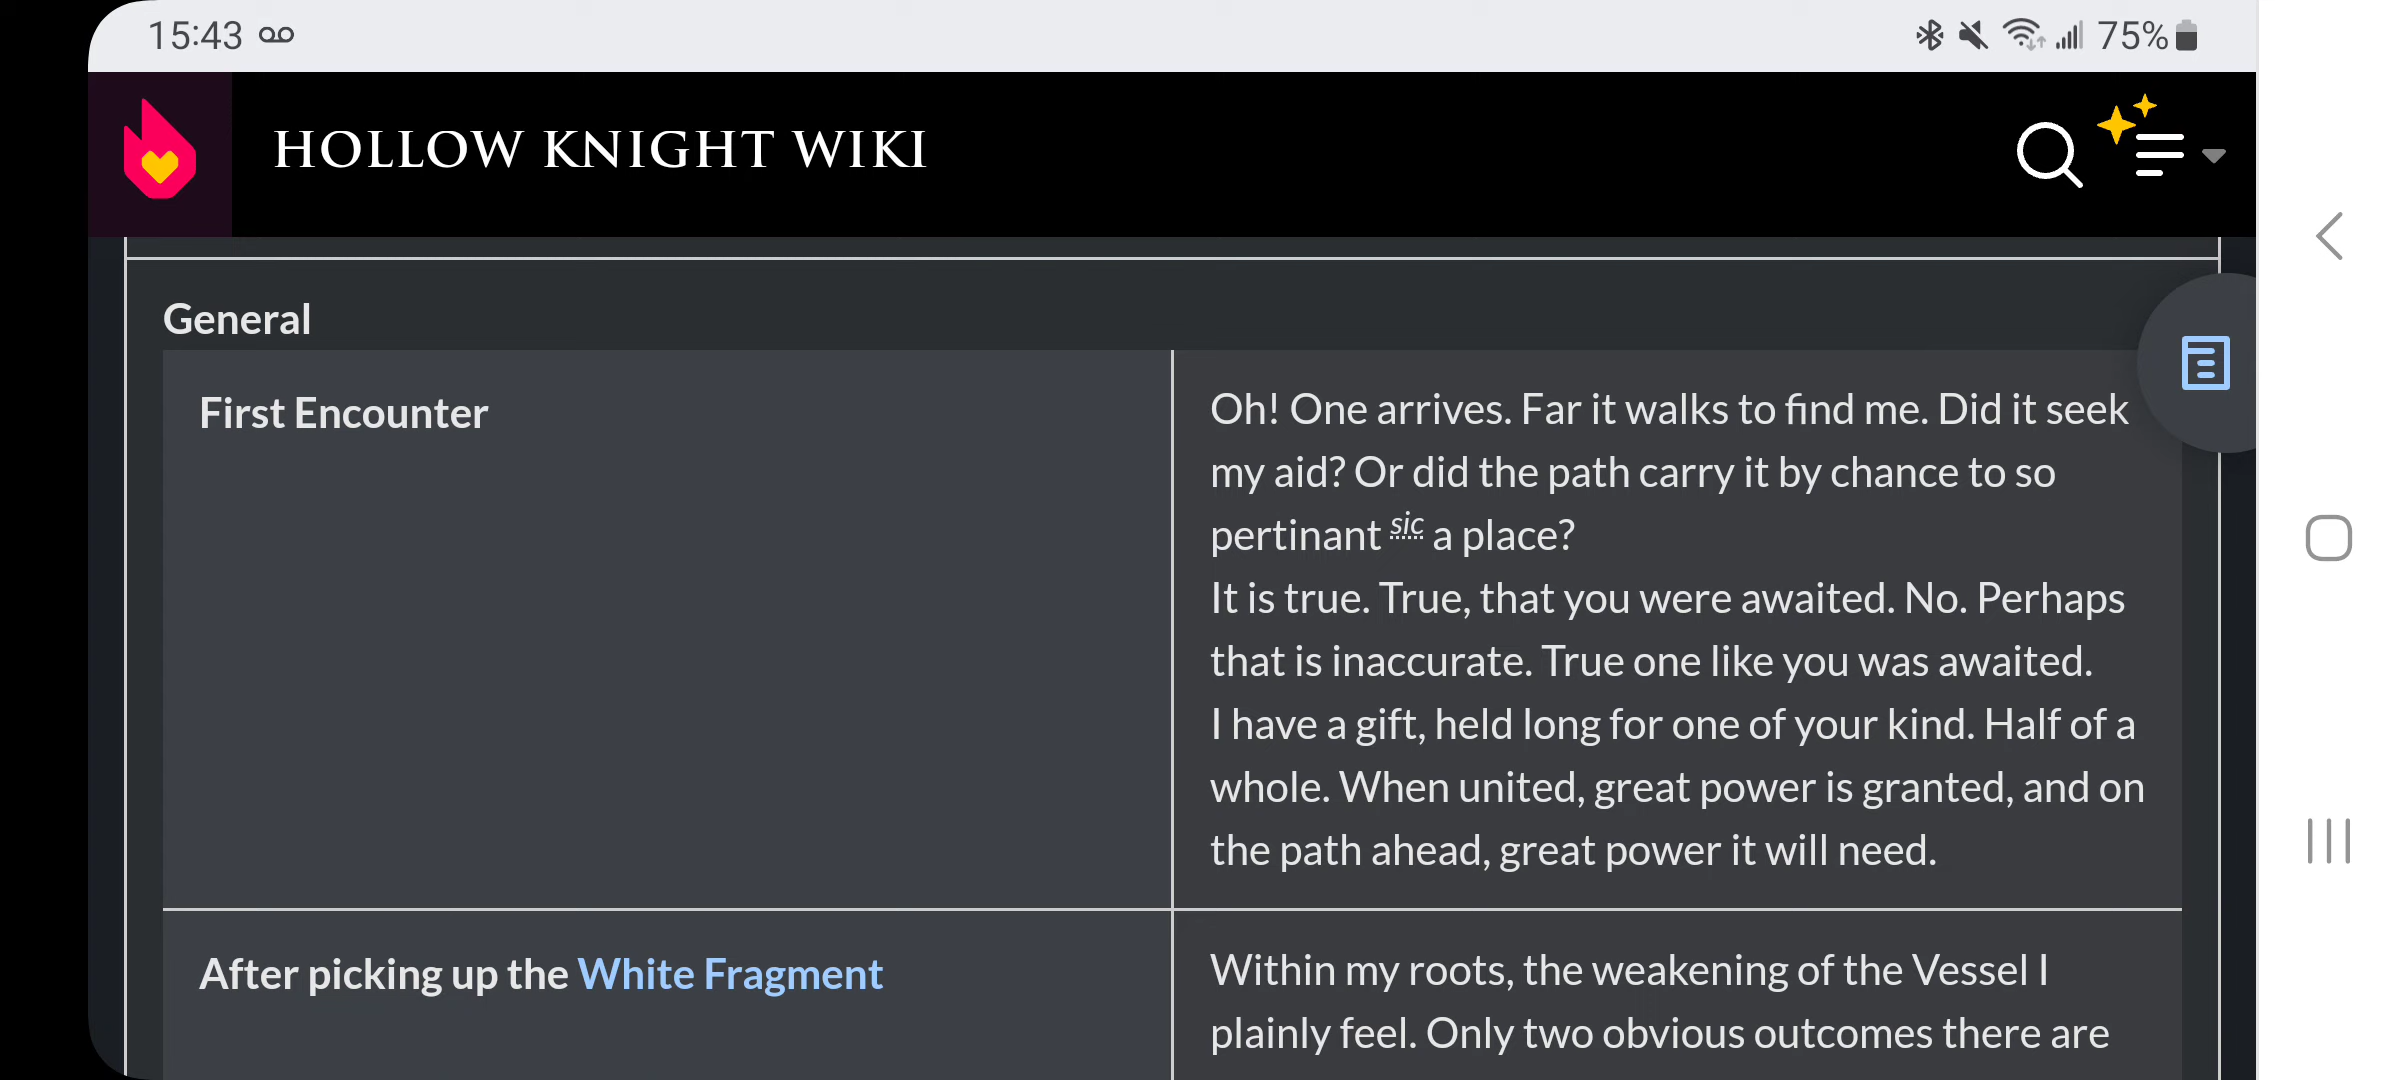 15:43
75%
HOLLOW KNIGHT WIKI
General
First Encounter
Oh! One arrives. Far it walks to find me. Did it seek
my aid? Or did the path carry it by chance to so
pertinant sic a place?
It is true. True, that you were awaited. No. Perhaps
that is inaccurate. True one like you was awaited.
I have a gift, held long for one of your kind. Half of a
whole. When united, great power is granted, and on
the path ahead, great power it will need.
After picking up the White Fragment
Within my roots, the weakening of the Vessel I
plainly feel. Only two obvious outcomes there are